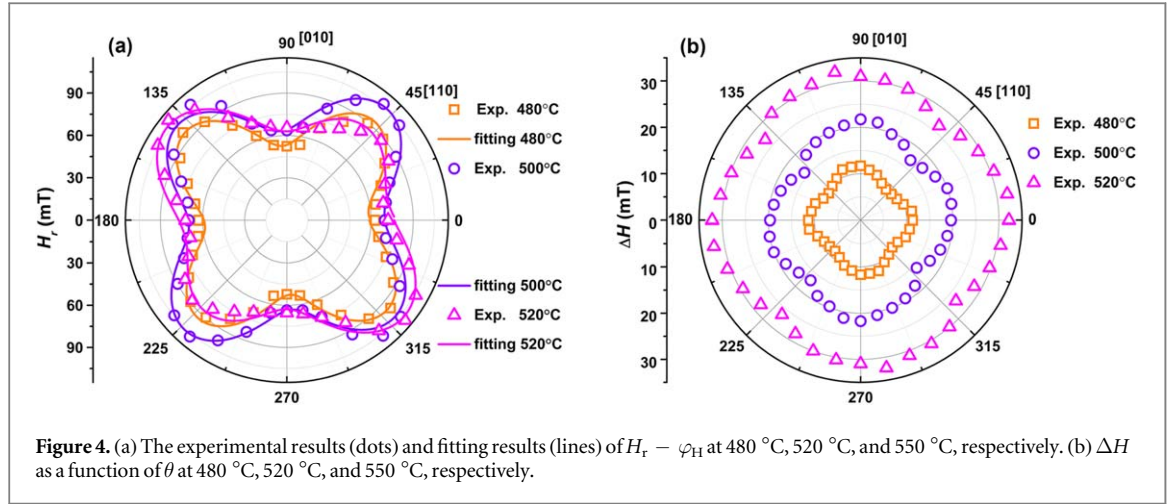 (a)
90 [010]
135
45 [110]
90
60
30
0
30
60
90
Hr (mT)
180
0
225
315
270
Exp. 480°C
fitting 480°C
Exp. 500°C
fitting 500°C
Exp. 520°C
fitting 520°C
(b)
90 [010]
135
45 [110]
30
20
10
0
10
20
30
ΔH (mT)
180
0
225
315
270
Exp. 480°C
Exp. 500°C
Exp. 520°C
Figure 4. (a) The experimental results (dots) and fitting results (lines) of Hr − φH at 480 °C, 520 °C, and 550 °C, respectively. (b) ΔH
as a function of θ at 480 °C, 520 °C, and 550 °C, respectively.